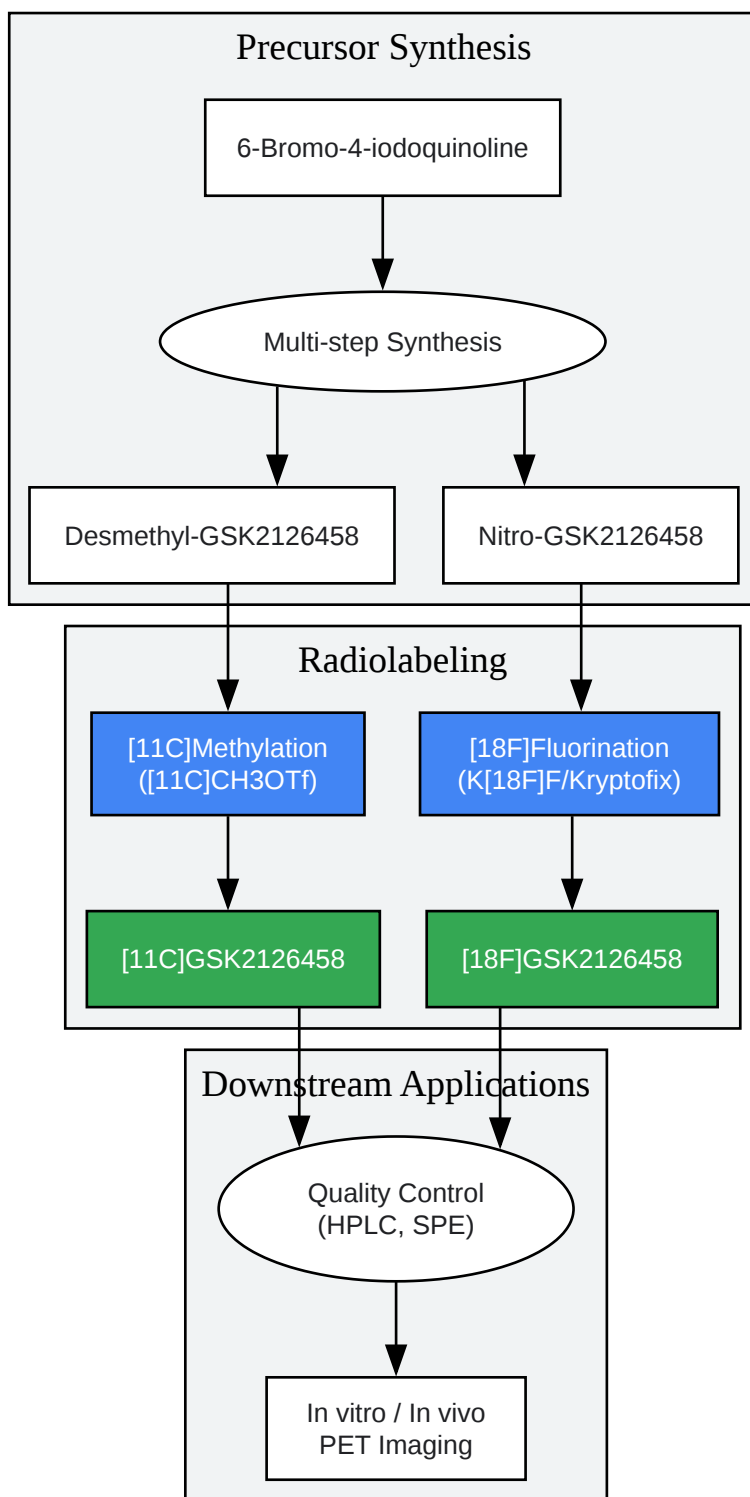 Precursor Synthesis
6-Bromo-4-iodoquinoline
Multi-step Synthesis
Desmethyl-GSK2126458
Nitro-GSK2126458
Radiolabeling
[11C]Methylation
([11C]CH3OTf)
[18F]Fluorination
(K[18F]F/Kryptofix)
[11C]GSK2126458
[18F]GSK2126458
Downstream Applications
Quality Control
(HPLC, SPE)
In vitro / In vivo
PET Imaging